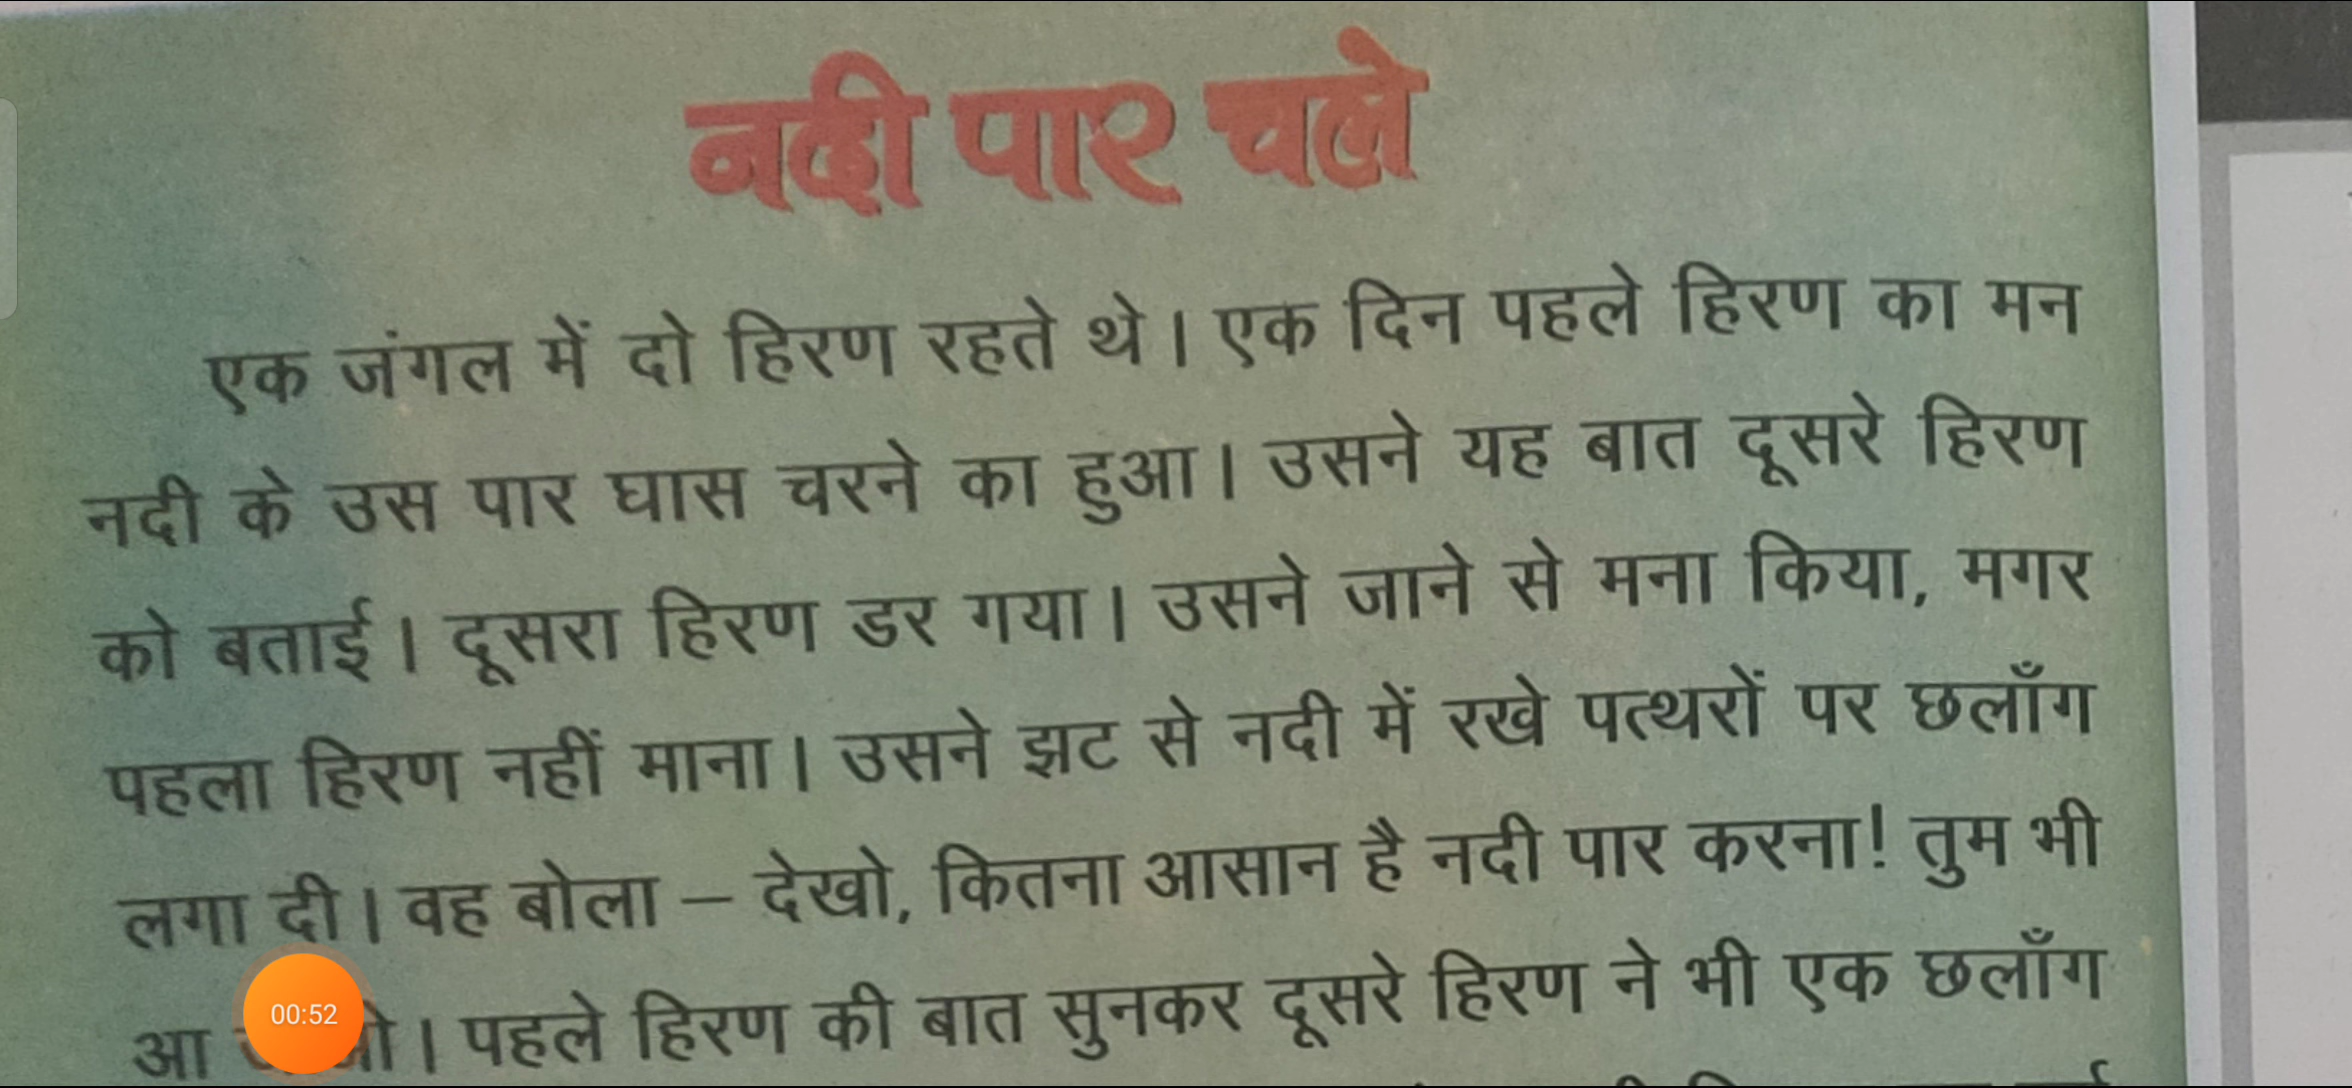 नदी पार चले
एक जंगल में दो हिरण रहते थे। एक दिन पहले हिरण का मन
नदी के उस पार घास चरने का हुआ। उसने यह बात दूसरे हिरण
को बताई। दूसरा हिरण डर गया। उसने जाने से मना किया, मगर
पहला हिरण नहीं माना। उसने झट से नदी में रखे पत्थरों पर छलाँग
लगा दी। वह बोला – देखो, कितना आसान है नदी पार करना! तुम भी
आ । पहले हिरण की बात सुनकर दूसरे हिरण ने भी एक छलाँग
00:52